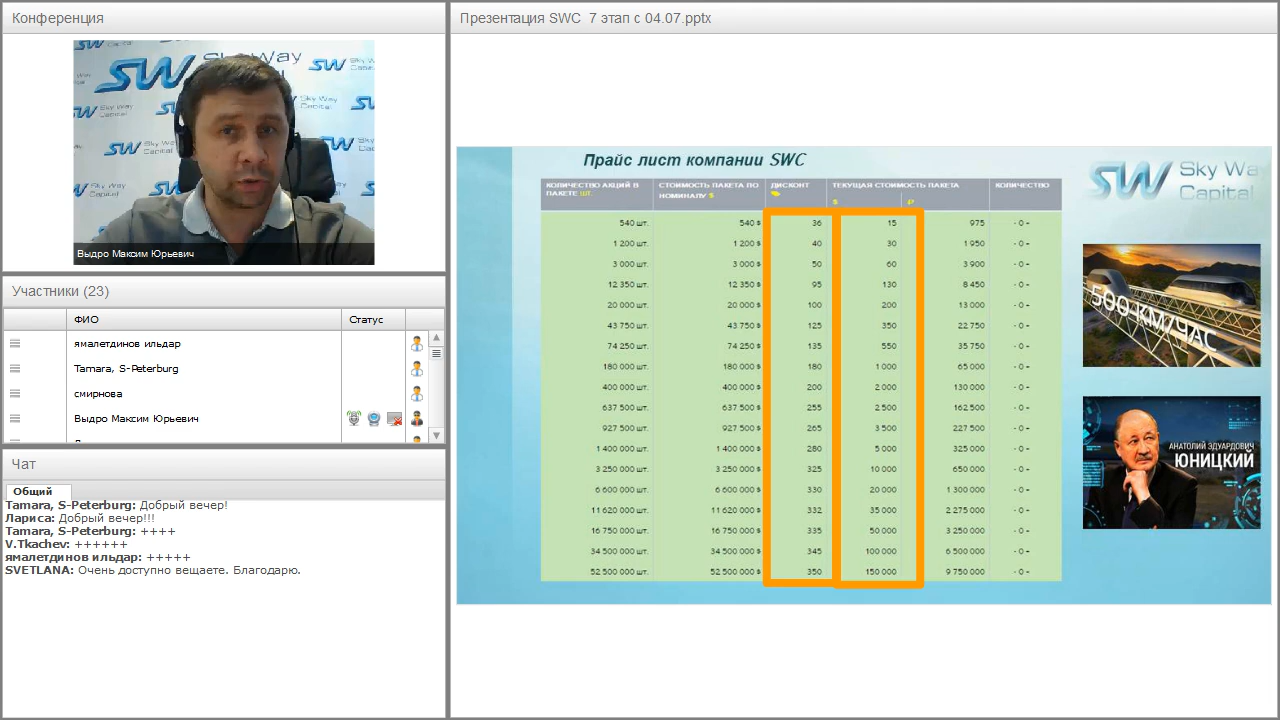 Конференция
SW Sky Way Capital
Выдро Максим Юрьевич
Участники (23)
ФИО Статус
ямалетдинов ильдар
Tamara, S-Peterburg
смирнова
Выдро Максим Юрьевич
Чат
Общий
Tamara, S-Peterburg: Добрый вечер!
Лариса: Добрый вечер!!!
Tamara, S-Peterburg: ++++
V.Tkachev: ++++++
ямалетдинов ильдар: +++++
SVETLANA: Очень доступно вещаете. Благодарю.
Презентация SWC 7 этап с 04.07.pptx
Прайс лист компании SWC
КОЛИЧЕСТВО АКЦИЙ В ПАКЕТЕ ШТ. СТОИМОСТЬ ПАКЕТА ПО НОМИНАЛУ $ ДИСКОНТ % ТЕКУЩАЯ СТОИМОСТЬ ПАКЕТА $ ₽ КОЛИЧЕСТВО
540 шт. 540 $ 36 15 975 - 0 +
1 200 шт. 1 200 $ 40 30 1 950 - 0 +
3 000 шт. 3 000 $ 50 60 3 900 - 0 +
12 350 шт. 12 350 $ 95 130 8 450 - 0 +
20 000 шт. 20 000 $ 100 200 13 000 - 0 +
43 750 шт. 43 750 $ 125 350 22 750 - 0 +
74 250 шт. 74 250 $ 135 550 35 750 - 0 +
180 000 шт. 180 000 $ 180 1 000 65 000 - 0 +
400 000 шт. 400 000 $ 200 2 000 130 000 - 0 +
637 500 шт. 637 500 $ 255 2 500 162 500 - 0 +
927 500 шт. 927 500 $ 265 3 500 227 500 - 0 +
1 400 000 шт. 1 400 000 $ 280 5 000 325 000 - 0 +
3 250 000 шт. 3 250 000 $ 325 10 000 650 000 - 0 +
6 600 000 шт. 6 600 000 $ 330 20 000 1 300 000 - 0 +
11 620 000 шт. 11 620 000 $ 332 35 000 2 275 000 - 0 +
16 750 000 шт. 16 750 000 $ 335 50 000 3 250 000 - 0 +
34 500 000 шт. 34 500 000 $ 345 100 000 6 500 000 - 0 +
52 500 000 шт. 52 500 000 $ 350 150 000 9 750 000 - 0 +
SW Sky Wa
Capital
500 КМ/ЧАС
АНАТОЛИЙ ЭДУАРДОВИЧ
ЮНИЦКИЙ